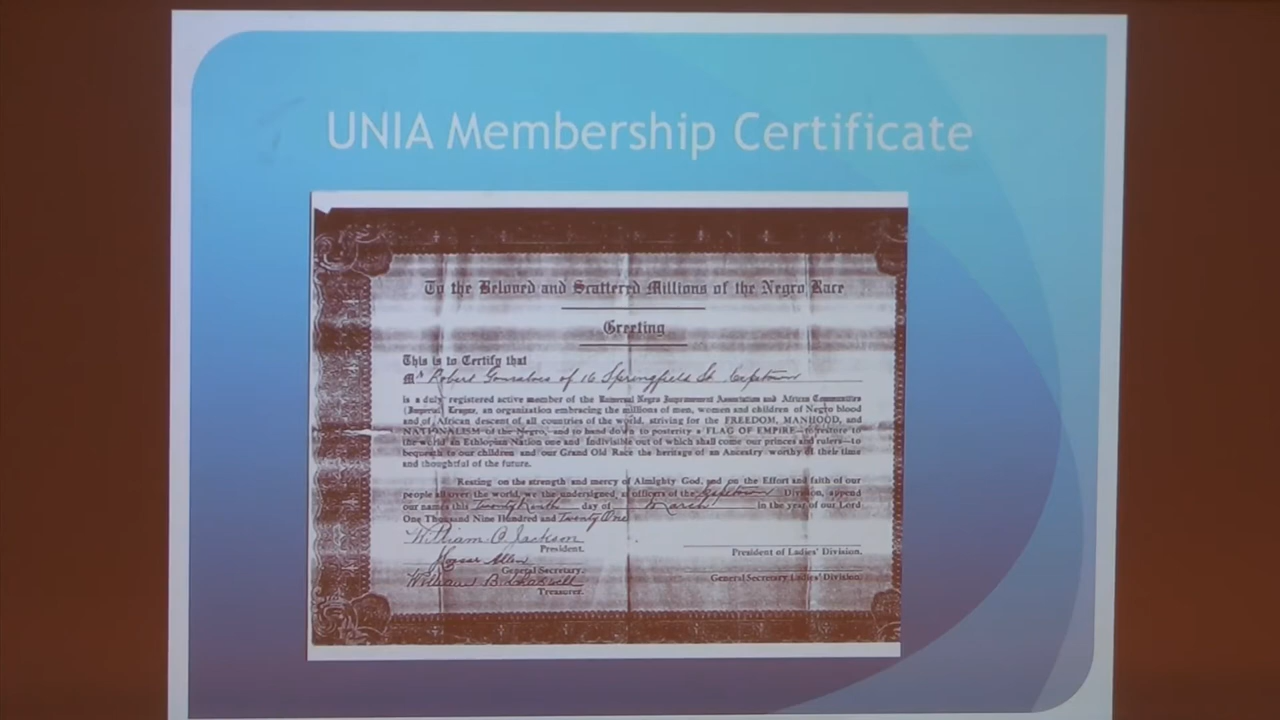 UNIA Membership Certificate
To the Beloved and Scattered Millions of the Negro Race
Greeting
This is to Certify that
Mr Robert Gonsalves of 16 Springfield St. Capetown
is a duly registered active member of the Universal Negro Improvement Association and African Communities
(Imperial) League, an organization embracing the millions of men, women and children of Negro blood
and of African descent of all countries of the world, striving for the FREEDOM, MANHOOD, and
NATIONALISM of the Negro, and to hand down to posterity a FLAG OF EMPIRE—to restore to
the world an Ethiopian Nation one and Indivisible out of which shall come our princes and rulers—to
bequeath to our children and our Grand Old Race the heritage of an Ancestry worthy of their time
and thoughtful of the future.
Resting on the strength and mercy of Almighty God, and on the Effort and faith of our
people all over the world, we the undersigned, as officers of the Capetown Division, append
our names this Twenty Ninth day of March in the year of our Lord
One Thousand Nine Hundred and Twenty One
William O. Jackson
President.
President of Ladies' Division.
Allen
General Secretary.
General Secretary Ladies' Division.
William B.
Treasurer.